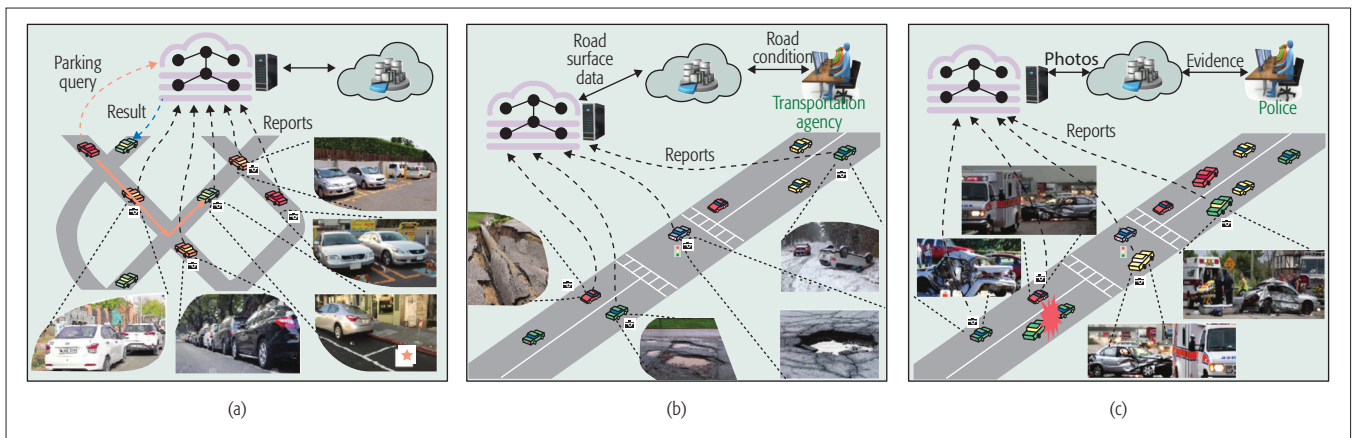 Parking
query
Result
Reports
(a)
Road
surface
data
Road
condition
Transportation
agency
Reports
(b)
Photos
Evidence
Police
Reports
(c)